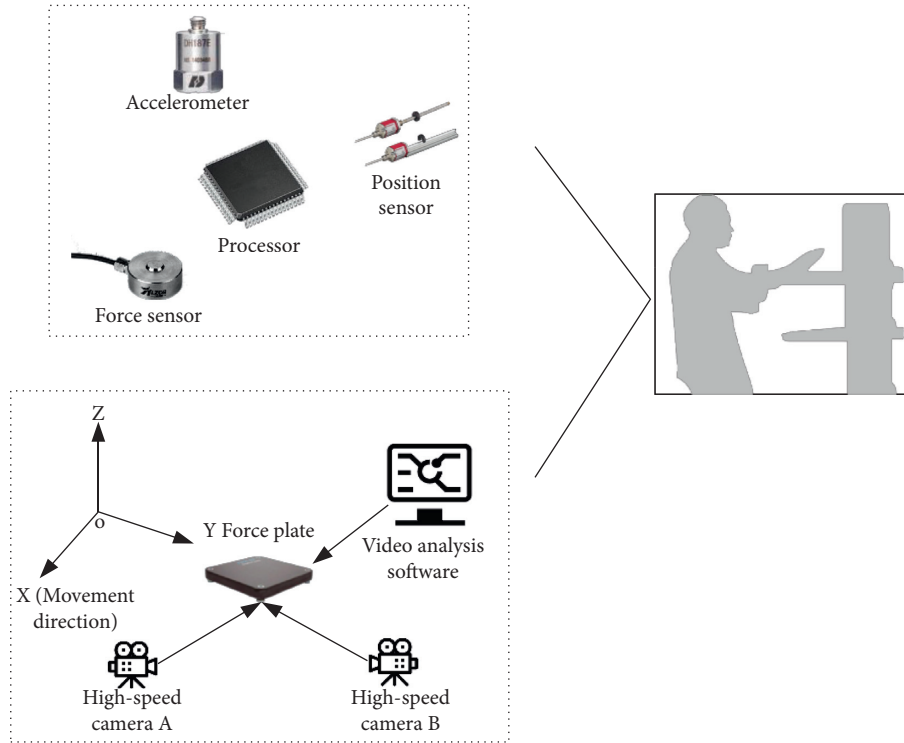 DH187E
Accelerometer
Position
sensor
Processor
Force sensor
Z
o
Y Force plate
X (Movement
direction)
Video analysis
software
High-speed
camera A
High-speed
camera B